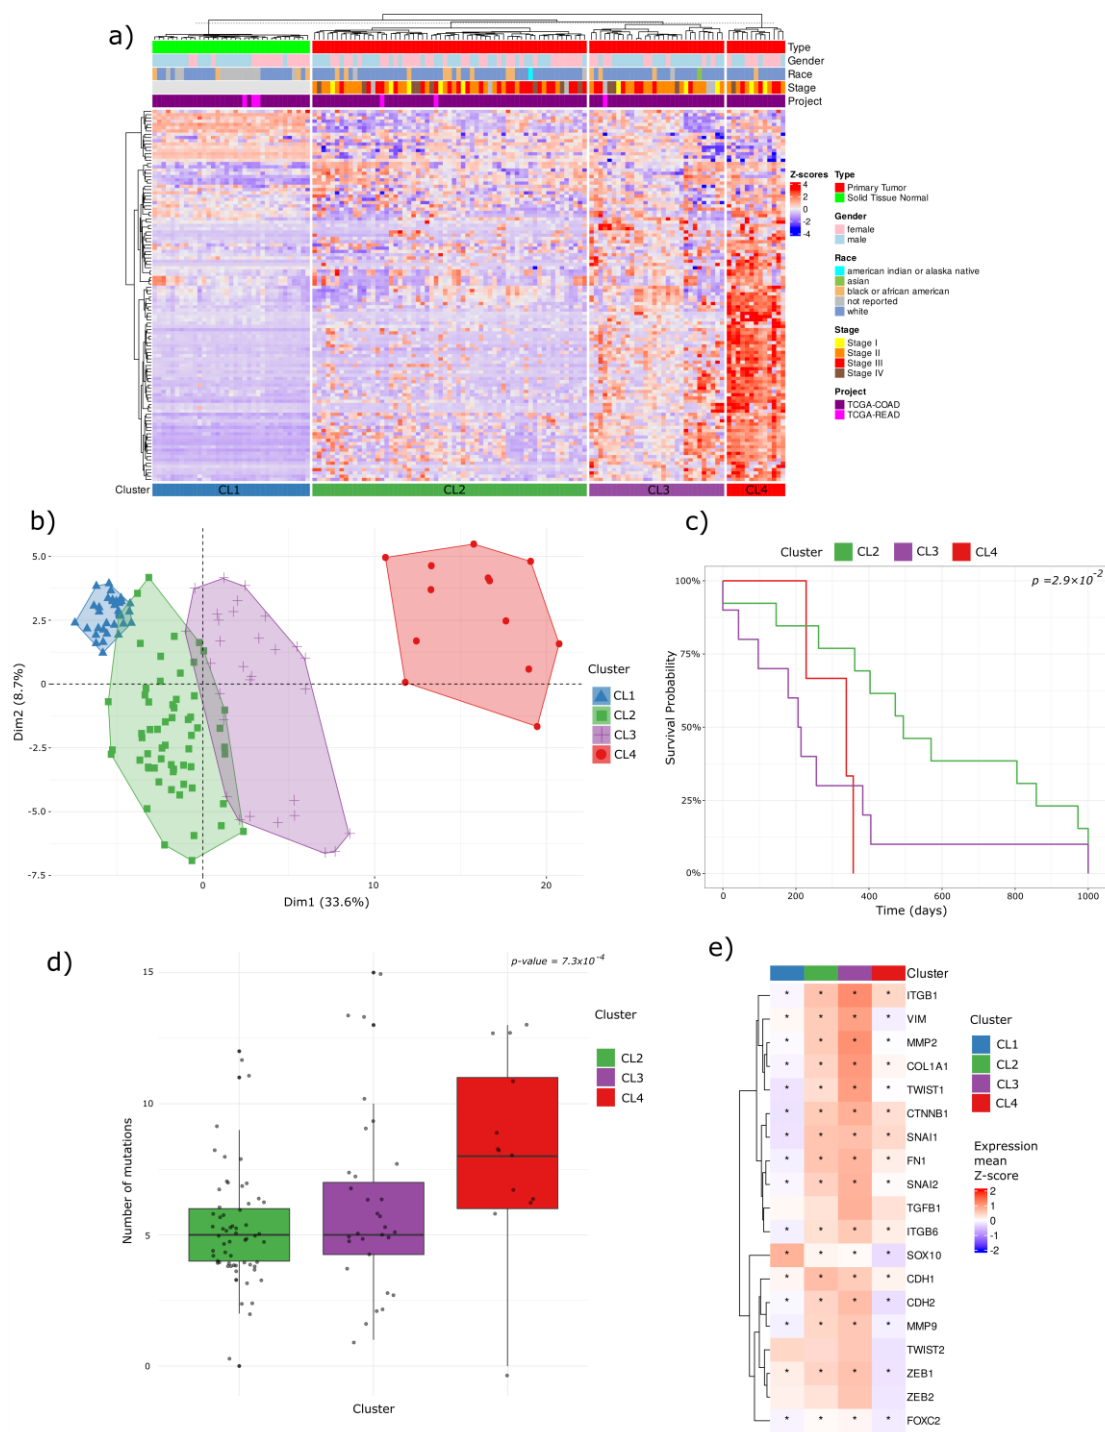 a)
Type
Gender
Race
Stage
Project
Z-scores
4
2
0
-2
-4
Type
Primary Tumor
Solid Tissue Normal
Gender
female
male
Race
american indian or alaska native
asian
black or african american
not reported
white
Stage
Stage I
Stage II
Stage III
Stage IV
Project
TCGA-COAD
TCGA-READ
Cluster CL1 CL2 CL3 CL4
b)
5.0
2.5
0
-2.5
-5.0
-7.5
Dim2 (8.7%)
0 10 20
Dim1 (33.6%)
Cluster
CL1
CL2
CL3
CL4
c)
Cluster CL2 CL3 CL4
p =2.9×10-2
100%
75%
50%
25%
0%
Survival Probability
0 200 400 600 800 1000
Time (days)
d)
p-value = 7.3x10-4
15
10
5
0
Number of mutations
Cluster
Cluster
CL2
CL3
CL4
e)
Cluster
ITGB1
VIM
MMP2
COL1A1
TWIST1
CTNNB1
SNAI1
FN1
SNAI2
TGFB1
ITGB6
SOX10
CDH1
CDH2
MMP9
TWIST2
ZEB1
ZEB2
FOXC2
Cluster
CL1
CL2
CL3
CL4
Expression
mean
Z-score
2
1
0
-1
-2